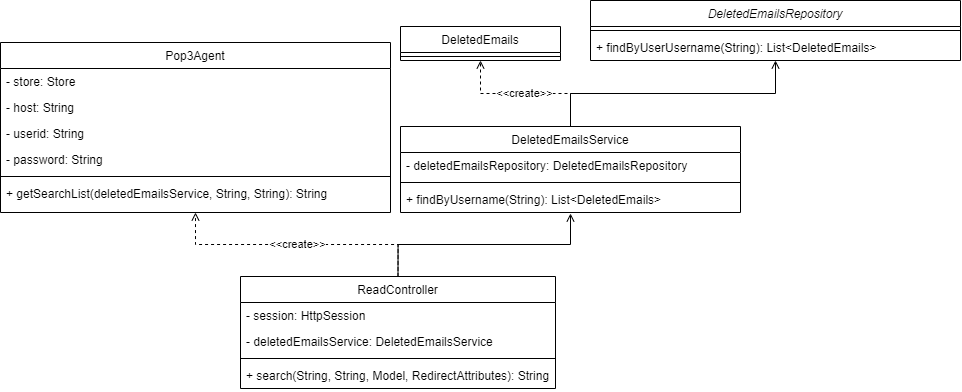 DeletedEmailsRepository
+ findByUserUsername(String): List<DeletedEmails>
DeletedEmails
Pop3Agent
- store: Store
- host: String
- userid: String
- password: String
+ getSearchList(deletedEmailsService, String, String): String
<<create>>
DeletedEmailsService
- deletedEmailsRepository: DeletedEmailsRepository
+ findByUsername(String): List<DeletedEmails>
<<create>>
ReadController
- session: HttpSession
- deletedEmailsService: DeletedEmailsService
+ search(String, String, Model, RedirectAttributes): String